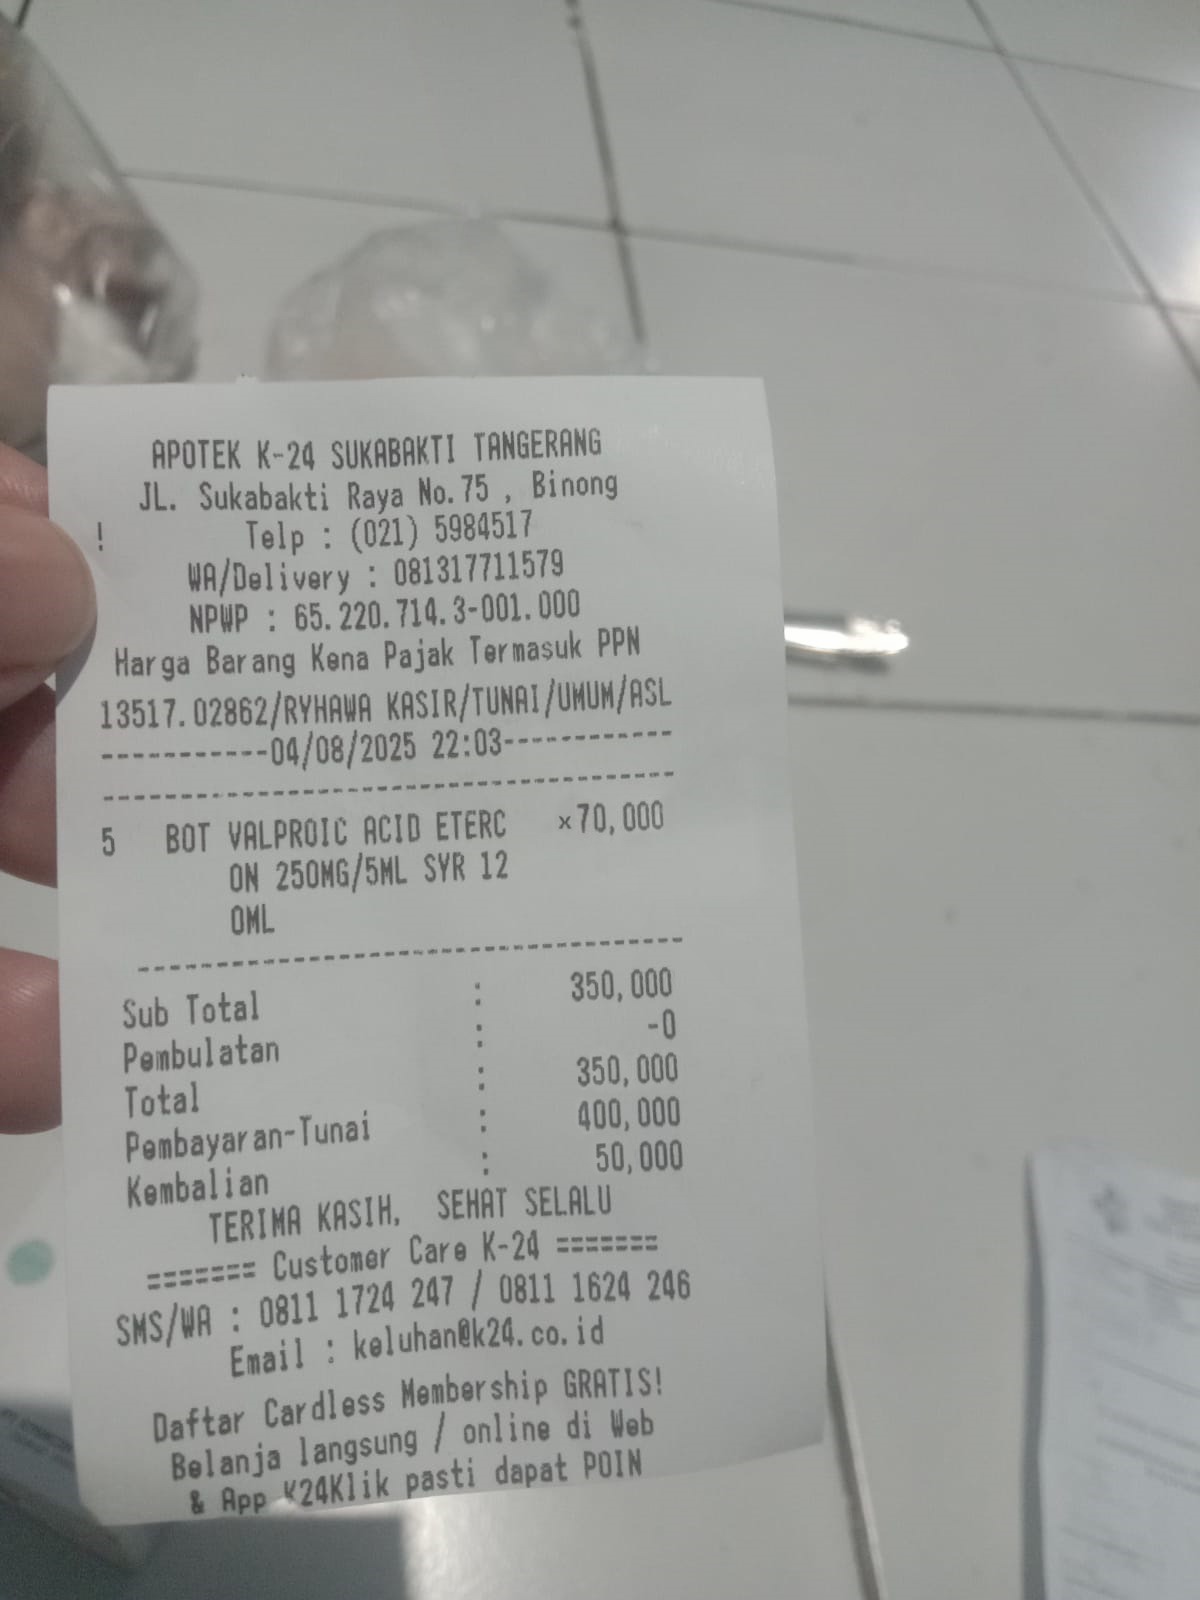 APOTEK K-24 SUKABAKTI TANGERANG
JL. Sukabakti Raya No.75 , Binong
! Telp : (021) 5984517
WA/Delivery : 081317711579
NPWP : 65.220.714.3-001.000
Harga Barang Kena Pajak Termasuk PPN
13517.02862/RYHAWA KASIR/TUNAI/UMUM/ASL
-----------04/08/2025 22:03------------
---------------------------------------
5 BOT VALPROIC ACID ETERC x70,000
ON 250MG/5ML SYR 12
0ML
------------------------------------
Sub Total : 350,000
Pembulatan : -0
Total : 350,000
Pembayaran-Tunai : 400,000
Kembalian : 50,000
TERIMA KASIH, SEHAT SELALU
======= Customer Care K-24 =======
SMS/WA : 0811 1724 247 / 0811 1624 246
Email : keluhan@k24.co.id
Daftar Cardless Membership GRATIS!
Belanja langsung / online di Web
& App K24Klik pasti dapat POIN